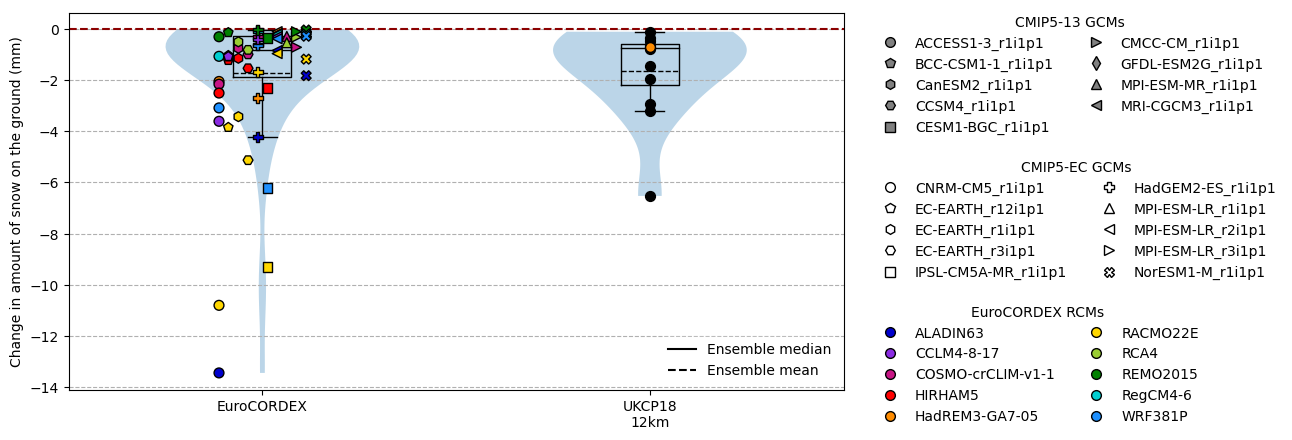 Change in amount of snow on the ground (mm)
0
−2
−4
−6
−8
−10
−12
−14
EuroCORDEX
UKCP18
12km
Ensemble median
Ensemble mean
CMIP5-13 GCMs
ACCESS1-3_r1i1p1
BCC-CSM1-1_r1i1p1
CanESM2_r1i1p1
CCSM4_r1i1p1
CESM1-BGC_r1i1p1
CMCC-CM_r1i1p1
GFDL-ESM2G_r1i1p1
MPI-ESM-MR_r1i1p1
MRI-CGCM3_r1i1p1
CMIP5-EC GCMs
CNRM-CM5_r1i1p1
EC-EARTH_r12i1p1
EC-EARTH_r1i1p1
EC-EARTH_r3i1p1
IPSL-CM5A-MR_r1i1p1
HadGEM2-ES_r1i1p1
MPI-ESM-LR_r1i1p1
MPI-ESM-LR_r2i1p1
MPI-ESM-LR_r3i1p1
NorESM1-M_r1i1p1
EuroCORDEX RCMs
ALADIN63
CCLM4-8-17
COSMO-crCLIM-v1-1
HIRHAM5
HadREM3-GA7-05
RACMO22E
RCA4
REMO2015
RegCM4-6
WRF381P